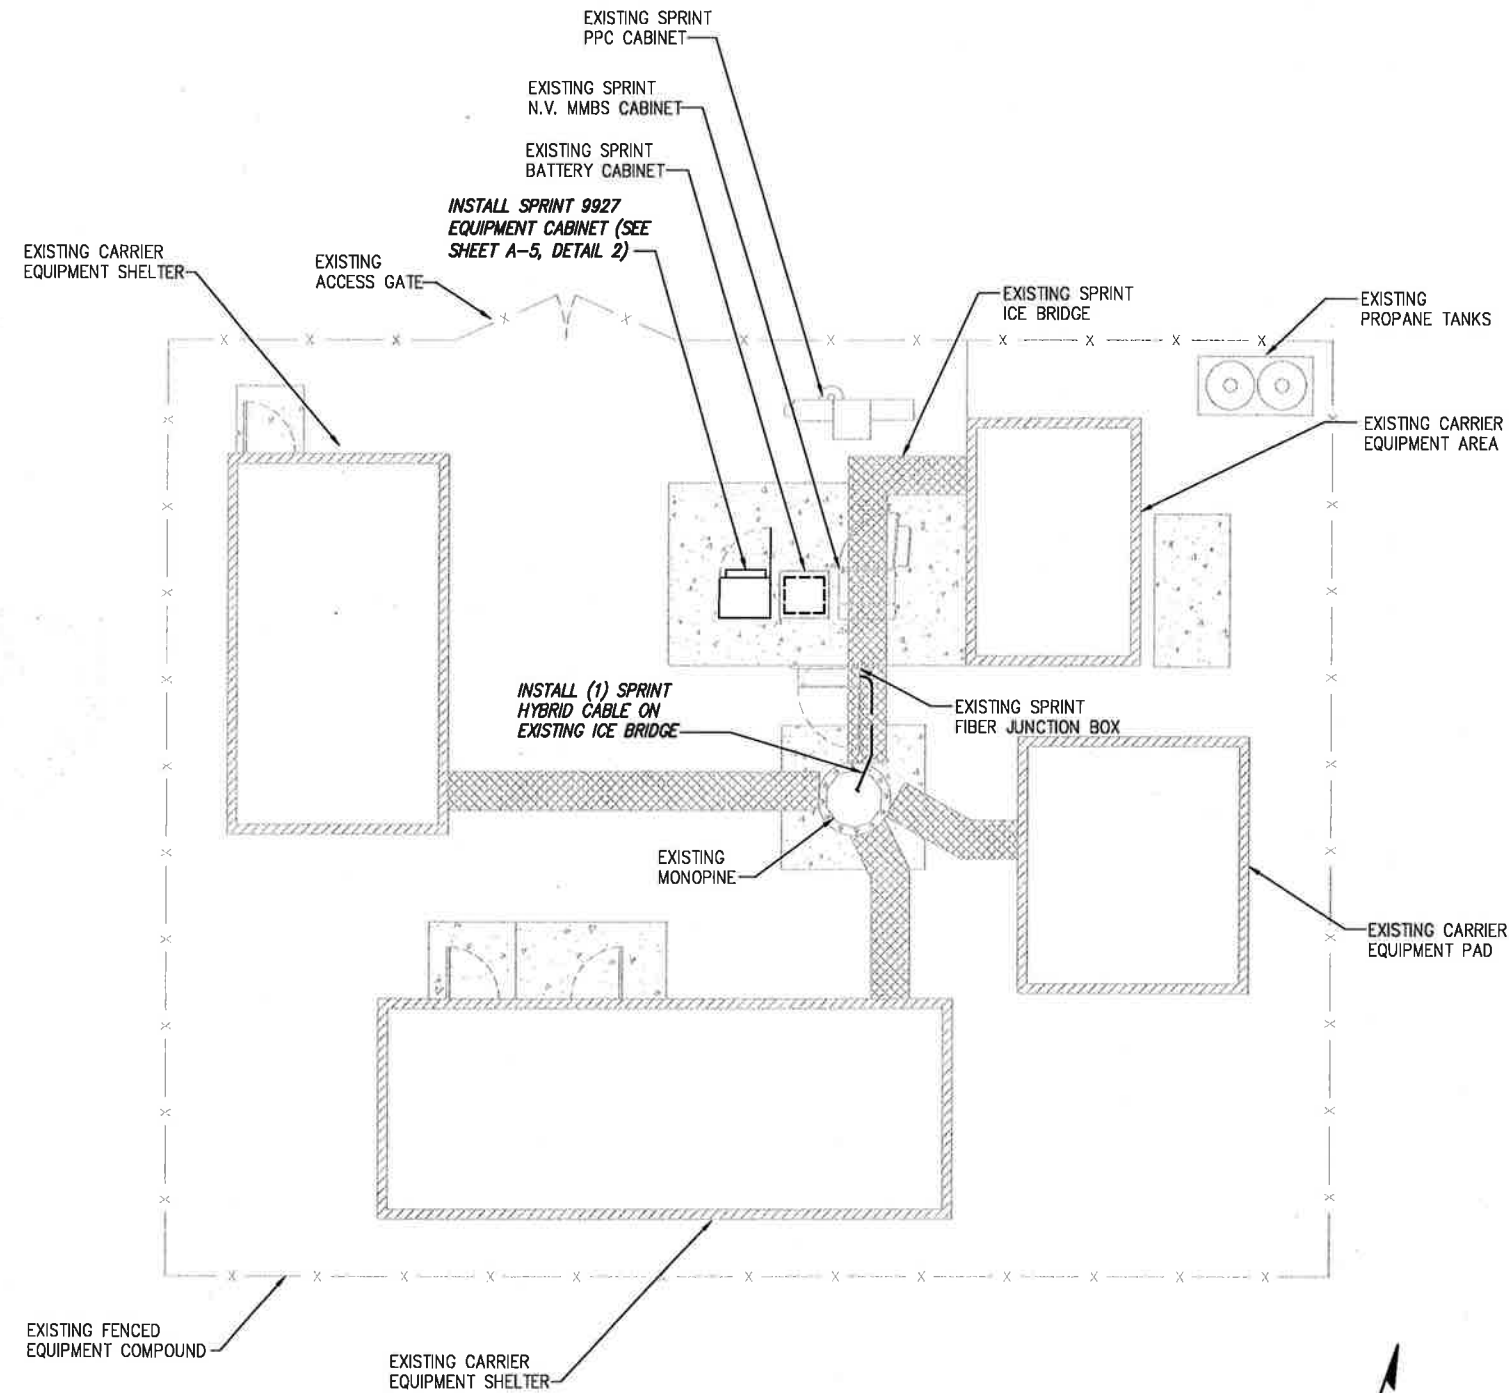 EXISTING SPRINT
PPC CABINET
EXISTING SPRINT
N.V. MMBS CABINET
EXISTING SPRINT
BATTERY CABINET
INSTALL SPRINT 9927
EQUIPMENT CABINET (SEE
SHEET A-5, DETAIL 2)
EXISTING CARRIER
EQUIPMENT SHELTER
EXISTING
ACCESS GATE
EXISTING SPRINT
ICE BRIDGE
EXISTING
PROPANE TANKS
EXISTING CARRIER
EQUIPMENT AREA
INSTALL (1) SPRINT
HYBRID CABLE ON
EXISTING ICE BRIDGE
EXISTING SPRINT
FIBER JUNCTION BOX
EXISTING
MONOPINE
EXISTING CARRIER
EQUIPMENT PAD
EXISTING FENCED
EQUIPMENT COMPOUND
EXISTING CARRIER
EQUIPMENT SHELTER